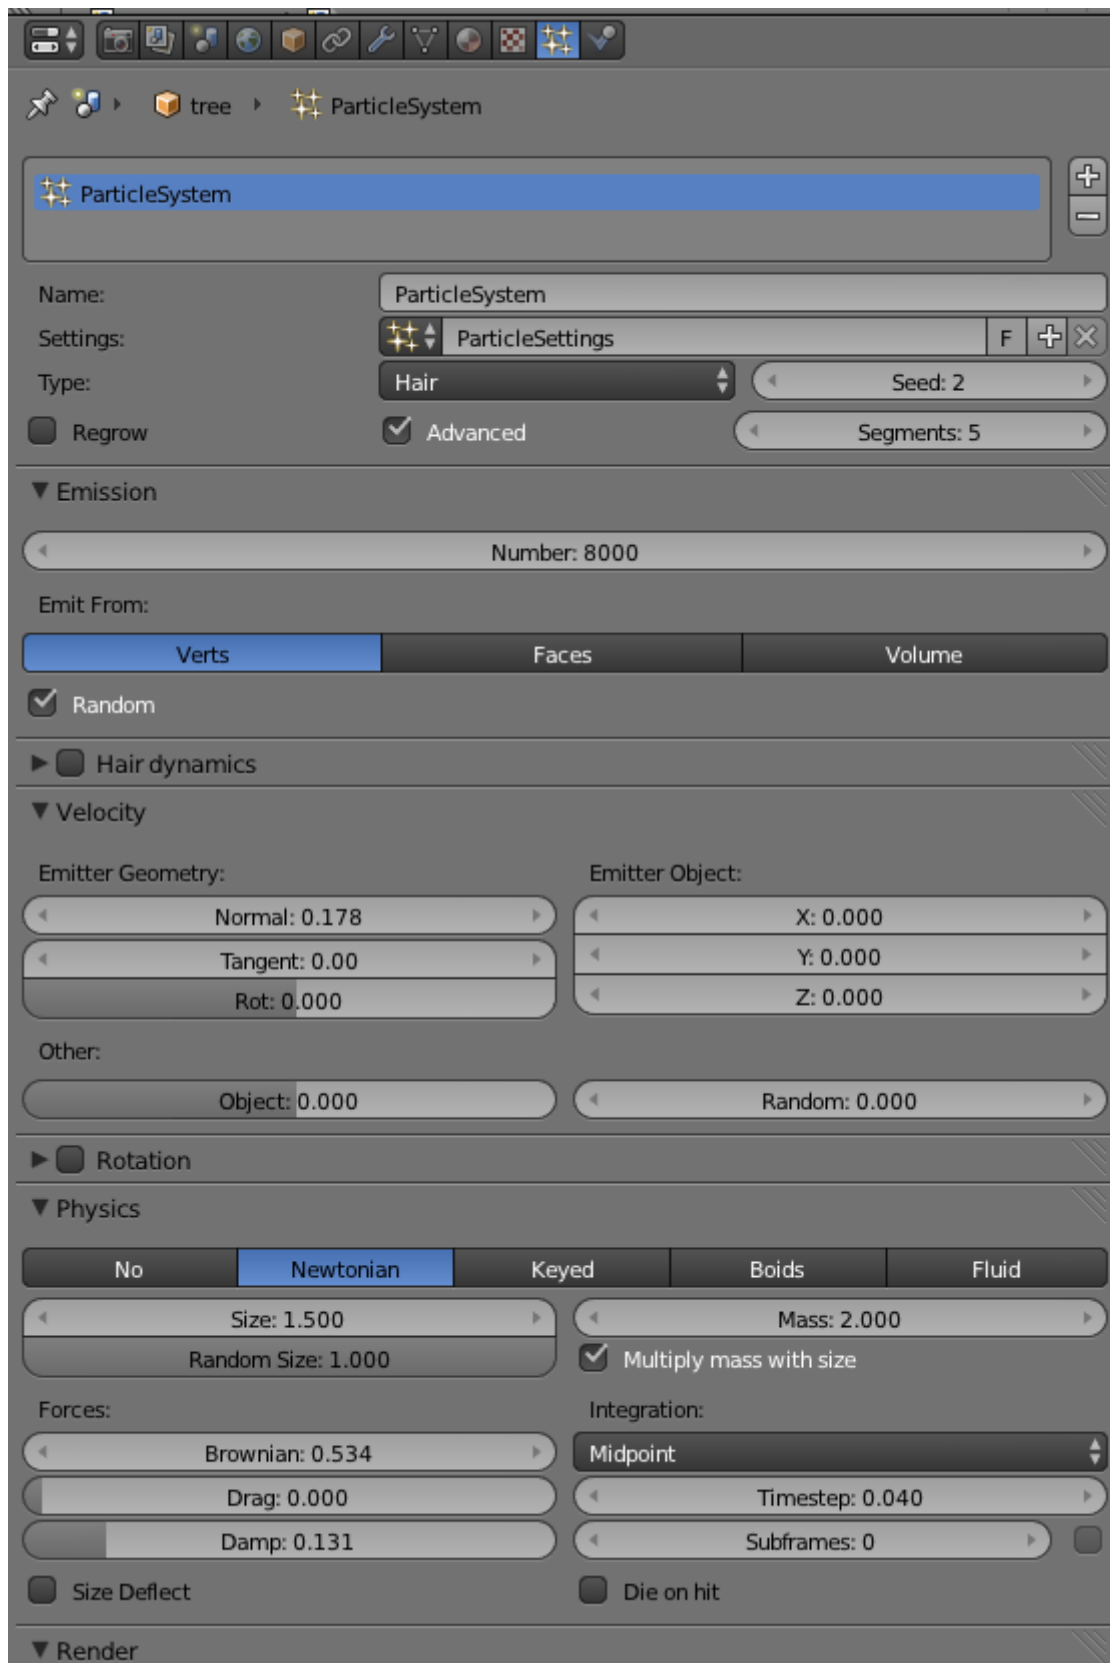 tree ParticleSystem
ParticleSystem
Name: ParticleSystem
Settings: ParticleSettings F
Type: Hair Seed: 2
Regrow Advanced Segments: 5
Emission
Number: 8000
Emit From:
Verts Faces Volume
Random
Hair dynamics
Velocity
Emitter Geometry: Emitter Object:
Normal: 0.178 X: 0.000
Tangent: 0.00 Y: 0.000
Rot: 0.000 Z: 0.000
Other:
Object: 0.000 Random: 0.000
Rotation
Physics
No Newtonian Keyed Boids Fluid
Size: 1.500 Mass: 2.000
Random Size: 1.000 Multiply mass with size
Forces: Integration:
Brownian: 0.534 Midpoint
Drag: 0.000 Timestep: 0.040
Damp: 0.131 Subframes: 0
Size Deflect Die on hit
Render